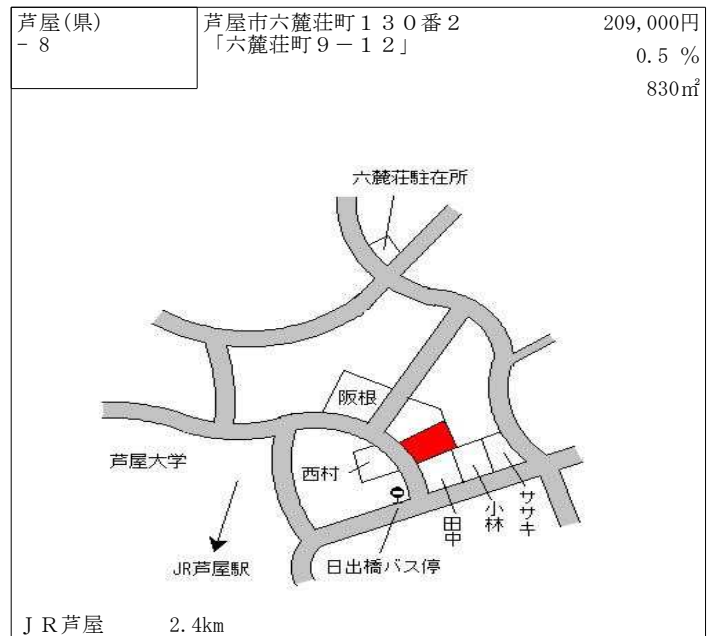 芦屋(県)
- 8
芦屋市六麓荘町１３０番２
「六麓荘町９－１２」
209,000円
0.5 %
830㎡
六麓荘駐在所
阪根
芦屋大学
西村
田中
小林
ササキ
JR芦屋駅
日出橋バス停
ＪＲ芦屋 2.4km